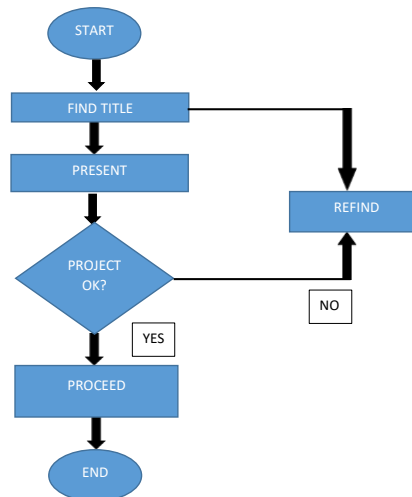 START
FIND TITLE
PRESENT
REFIND
PROJECT
OK?
NO
YES
PROCEED
END